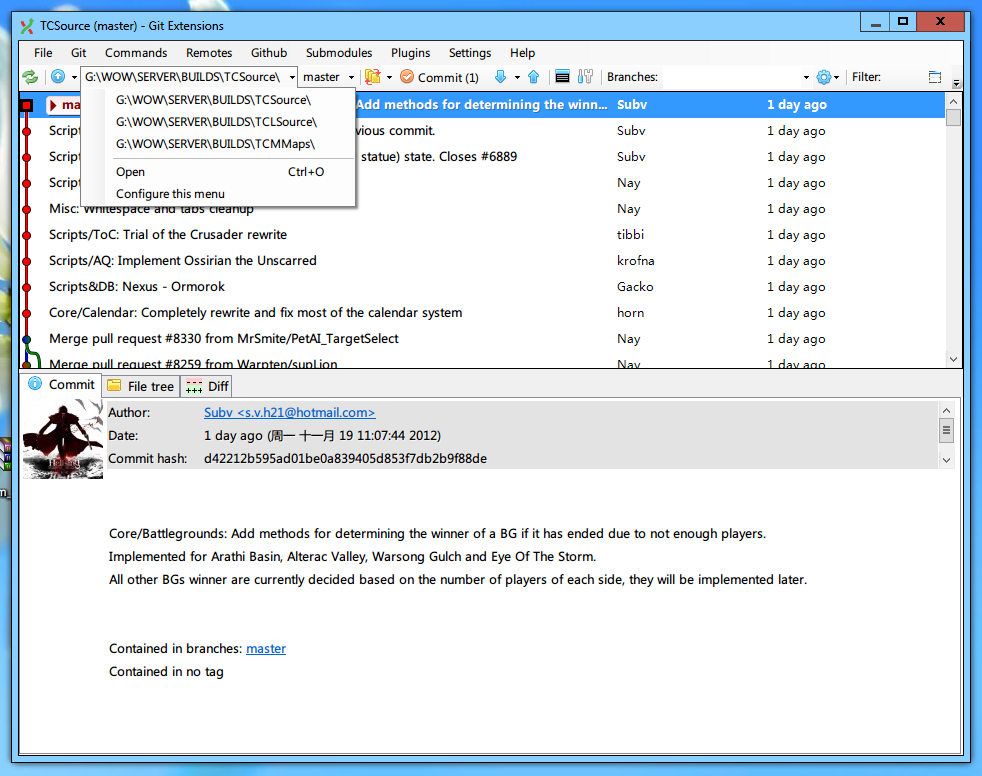 TCSource (master) - Git Extensions
File Git Commands Remotes Github Submodules Plugins Settings Help
G:\WOW\SERVER\BUILDS\TCSource\ master Commit (1) Branches: Filter:
G:\WOW\SERVER\BUILDS\TCSource\
G:\WOW\SERVER\BUILDS\TCLSource\
G:\WOW\SERVER\BUILDS\TCMMaps\
Open Ctrl+O
Configure this menu
Add methods for determining the winn... Subv 1 day ago
vious commit. Subv 1 day ago
statue) state. Closes #6889 Subv 1 day ago
Nay 1 day ago
Misc: Whitespace and tabs cleanup Nay 1 day ago
Scripts/ToC: Trial of the Crusader rewrite tibbi 1 day ago
Scripts/AQ: Implement Ossirian the Unscarred krofna 1 day ago
Scripts&DB: Nexus - Ormorok Gacko 1 day ago
Core/Calendar: Completely rewrite and fix most of the calendar system horn 1 day ago
Merge pull request #8330 from MrSmite/PetAI_TargetSelect Nay 1 day ago
Merge pull request #8259 from Warpten/supLion Nay 1 day ago
Commit File tree Diff
Author: Subv <s.v.h21@hotmail.com>
Date: 1 day ago (周一 十一月 19 11:07:44 2012)
Commit hash: d42212b595ad01be0a839405d853f7db2b9f88de
Core/Battlegrounds: Add methods for determining the winner of a BG if it has ended due to not enough players.
Implemented for Arathi Basin, Alterac Valley, Warsong Gulch and Eye Of The Storm.
All other BGs winner are currently decided based on the number of players of each side, they will be implemented later.
Contained in branches: master
Contained in no tag